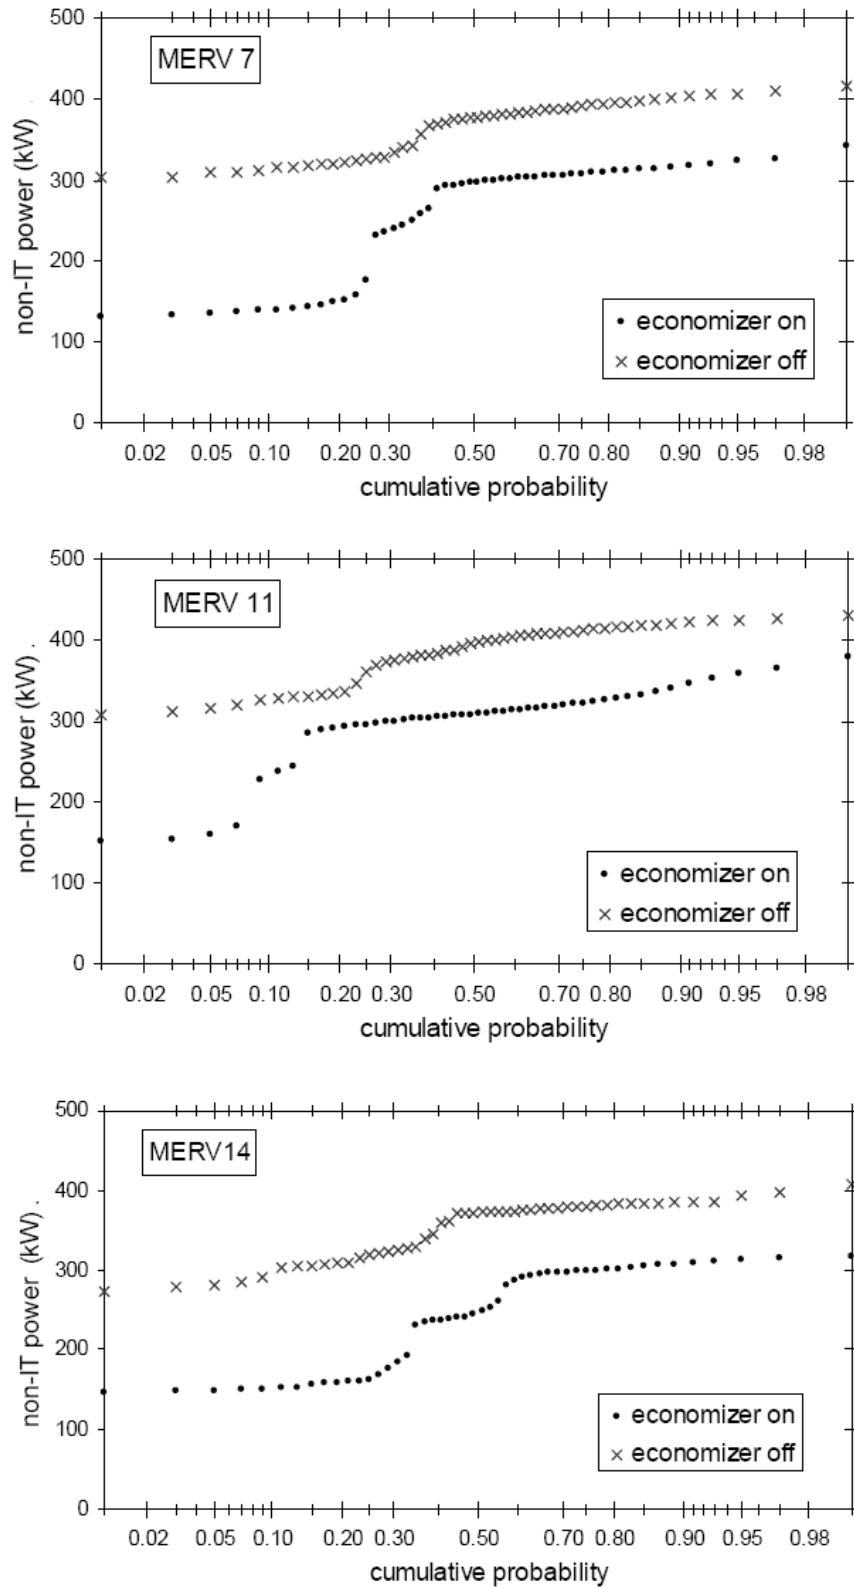 500
MERV 7
400
300
200
100
0
non-IT power (kW) .
economizer on
economizer off
0.02 0.05 0.10 0.20 0.30 0.50 0.70 0.80 0.90 0.95 0.98
cumulative probability
500
MERV 11
400
300
200
100
0
non-IT power (kW) .
economizer on
economizer off
0.02 0.05 0.10 0.20 0.30 0.50 0.70 0.80 0.90 0.95 0.98
cumulative probability
500
MERV14
400
300
200
100
0
non-IT power (kW) .
economizer on
economizer off
0.02 0.05 0.10 0.20 0.30 0.50 0.70 0.80 0.90 0.95 0.98
cumulative probability